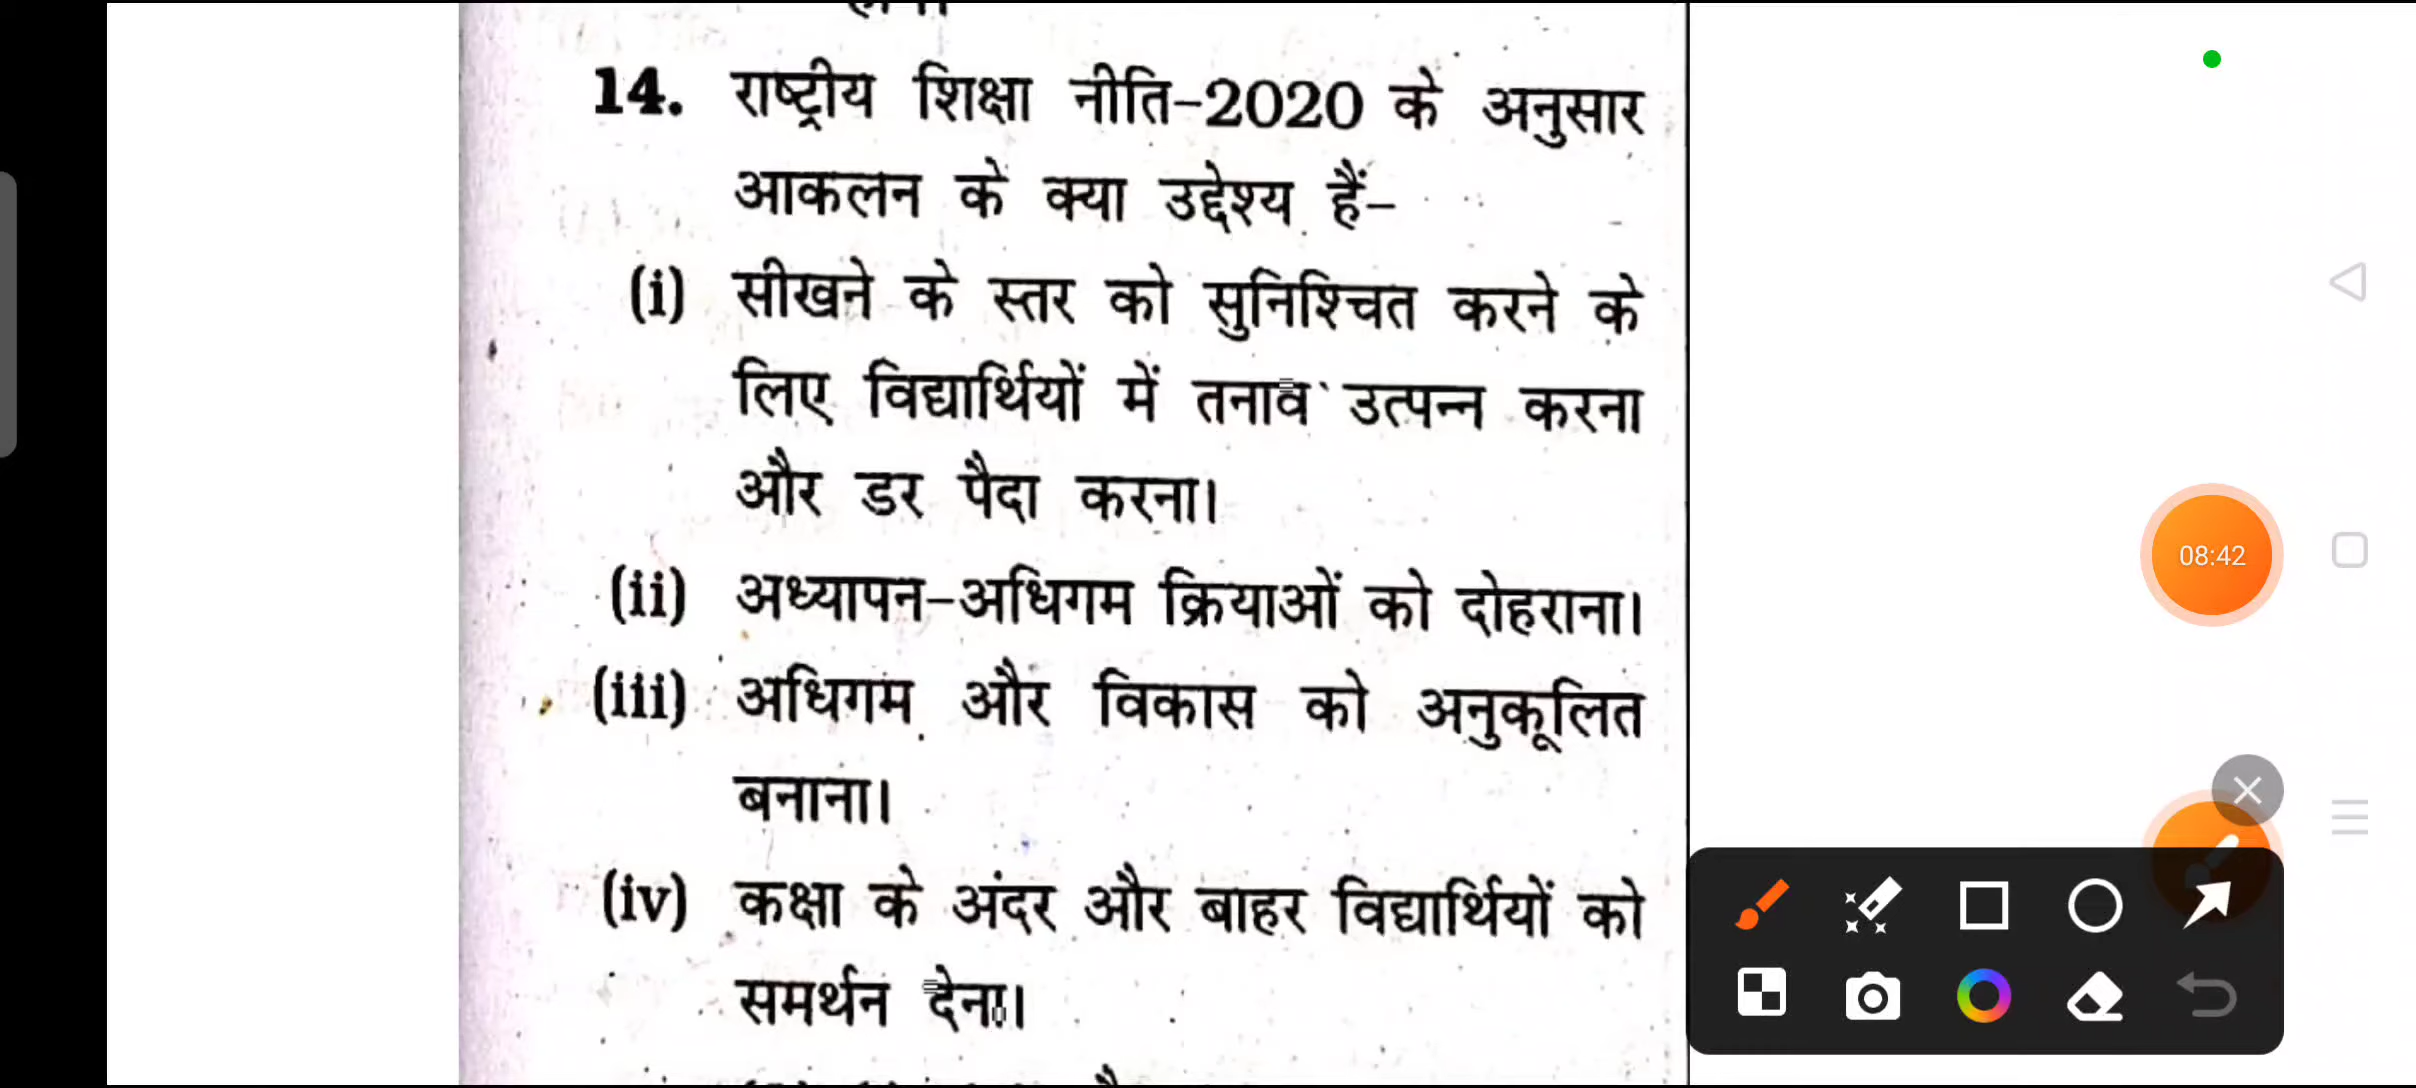 14. राष्ट्रीय शिक्षा नीति-2020 के अनुसार
आकलन के क्या उद्देश्य हैं-
(i) सीखने के स्तर को सुनिश्चित करने के
लिए विद्यार्थियों में तनाव उत्पन्न करना
और डर पैदा करना।
(ii) अध्यापन-अधिगम क्रियाओं को दोहराना।
(iii) अधिगम और विकास को अनुकूलित
बनाना।
(iv) कक्षा के अंदर और बाहर विद्यार्थियों को
समर्थन देना।
08:42